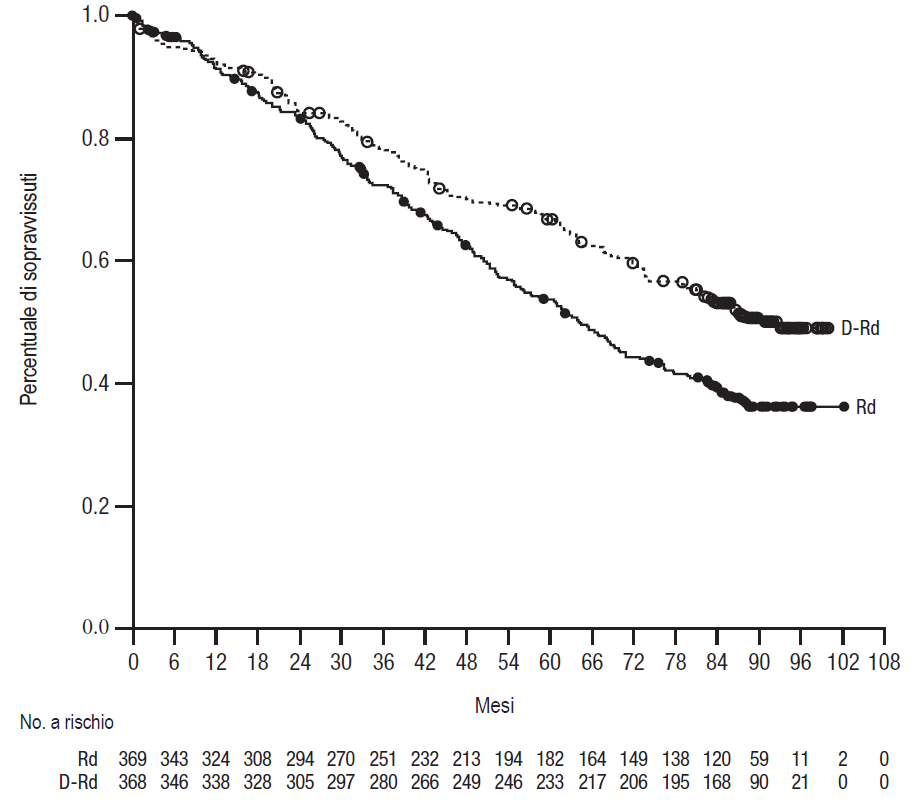 Percentuale di sopravvissuti
1.0
0.8
0.6
0.4
0.2
0.0
D-Rd
Rd
0 6 12 18 24 30 36 42 48 54 60 66 72 78 84 90 96 102 108
Mesi
No. a rischio
Rd 369 343 324 308 294 270 251 232 213 194 182 164 149 138 120 59 11 2 0
D-Rd 368 346 338 328 305 297 280 266 249 246 233 217 206 195 168 90 21 0 0